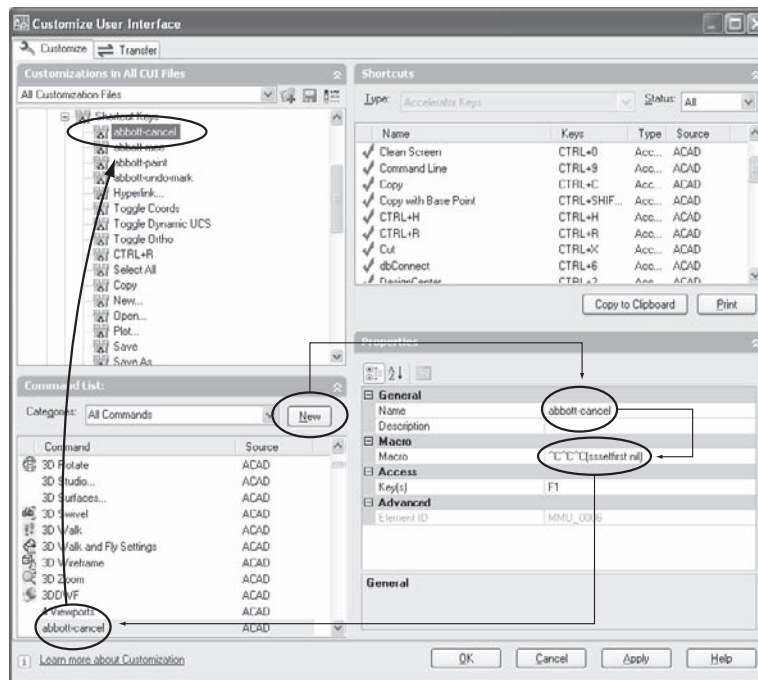 Customize User Interface
Customize
Transfer
Customizations in All CUI Files
All Customization Files
Shortcut Keys
abbott-cancel
abbott-paint
abbott-undo-mark
Hyperlink...
Toggle Coords
Toggle Dynamic UCS
Toggle Ortho
CTRL+R
Select All
Copy
New...
Open...
Plot...
Save
Save As
Command List:
Categories: All Commands
New
Command Source
3D Rotate ACAD
3D Studio... ACAD
3D Surfaces... ACAD
3D Swivel ACAD
3D Walk ACAD
3D Walk and Fly Settings ACAD
3D Wireframe ACAD
3D Zoom ACAD
3DDWF ACAD
4 Viewports ACAD
abbott-cancel ACAD
Shortcuts
Type: Accelerator Keys Status: All
Name Keys Type Source
Clean Screen CTRL+0 Acc... ACAD
Command Line CTRL+9 Acc... ACAD
Copy CTRL+C Acc... ACAD
Copy with Base Point CTRL+SHIF... Acc... ACAD
CTRL+H CTRL+H Acc... ACAD
CTRL+R CTRL+R Acc... ACAD
Cut CTRL+X Acc... ACAD
dbConnect CTRL+6 Acc... ACAD
DesignCenter CTRL+2 Acc... ACAD
Copy to Clipboard Print
Properties
General
Name abbott-cancel
Description
Macro
Macro ^C^C^C(ssselfirst nil)
Access
Key(s) F1
Advanced
Element ID MMU_0006
General
Learn more about Customization
OK Cancel Apply Help